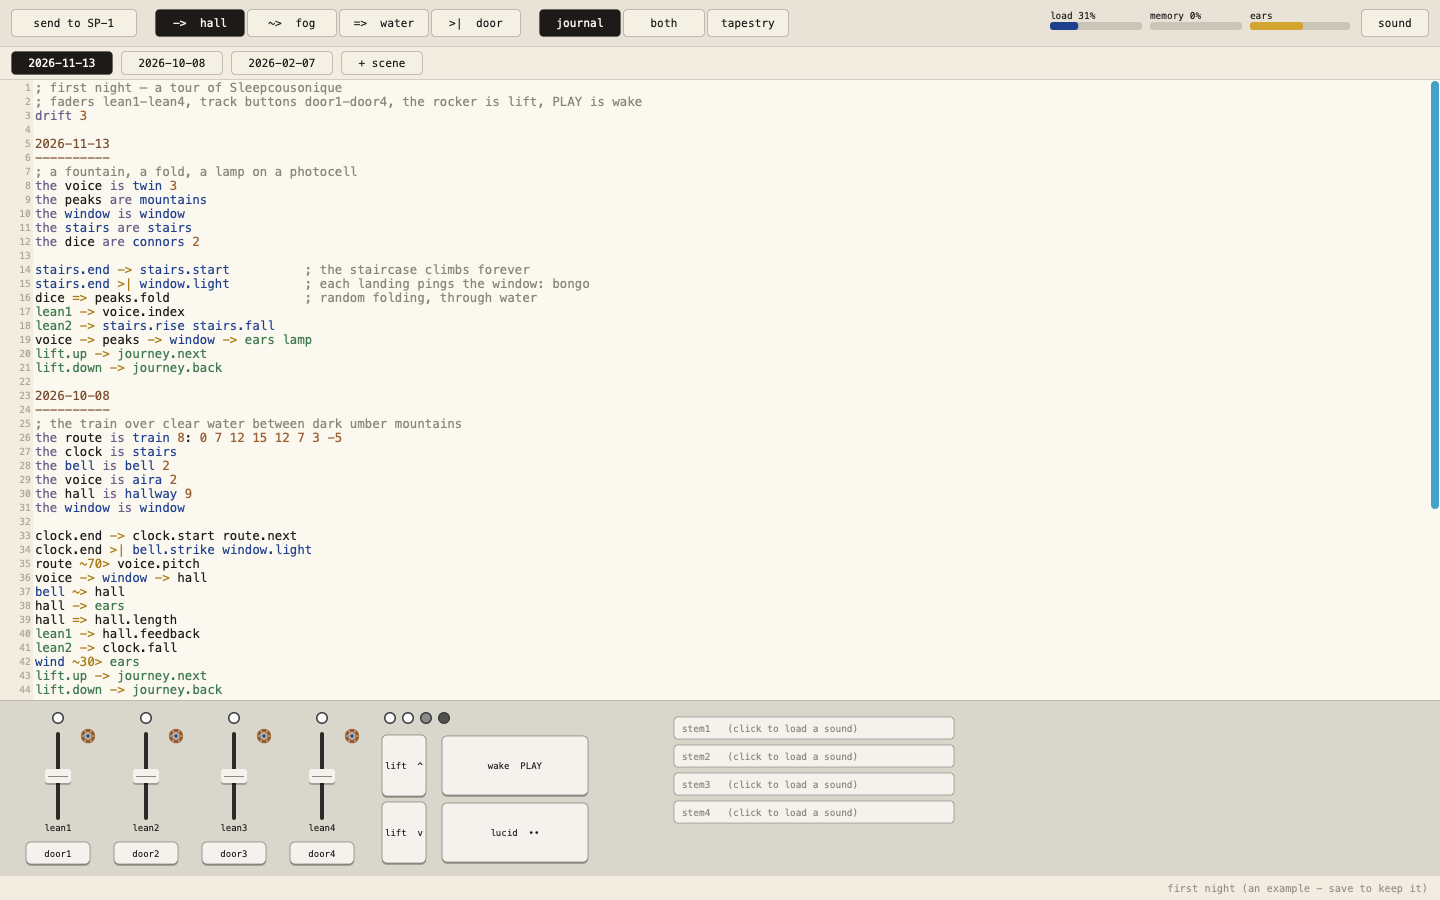 send to SP-1 -> hall ~> fog => water >| door journal both tapestry load 31% memory 0% ears sound
2026-11-13 2026-10-08 2026-02-07 + scene
1 ; first night — a tour of Sleepcousonique
2 ; faders lean1-lean4, track buttons door1-door4, the rocker is lift, PLAY is wake
3 drift 3
4
5 2026-11-13
6 ----------
7 ; a fountain, a fold, a lamp on a photocell
8 the voice is twin 3
9 the peaks are mountains
10 the window is window
11 the stairs are stairs
12 the dice are connors 2
13
14 stairs.end -> stairs.start ; the staircase climbs forever
15 stairs.end >| window.light ; each landing pings the window: bongo
16 dice => peaks.fold ; random folding, through water
17 lean1 -> voice.index
18 lean2 -> stairs.rise stairs.fall
19 voice -> peaks -> window -> ears lamp
20 lift.up -> journey.next
21 lift.down -> journey.back
22
23 2026-10-08
24 ----------
25 ; the train over clear water between dark umber mountains
26 the route is train 8: 0 7 12 15 12 7 3 -5
27 the clock is stairs
28 the bell is bell 2
29 the voice is aira 2
30 the hall is hallway 9
31 the window is window
32
33 clock.end -> clock.start route.next
34 clock.end >| bell.strike window.light
35 route ~70> voice.pitch
36 voice -> window -> hall
37 bell ~> hall
38 hall -> ears
39 hall => hall.length
40 lean1 -> hall.feedback
41 lean2 -> clock.fall
42 wind ~30> ears
43 lift.up -> journey.next
44 lift.down -> journey.back
lean1 lean2 lean3 lean4
door1 door2 door3 door4
lift ^ wake PLAY
lift v lucid ••
stem1 (click to load a sound)
stem2 (click to load a sound)
stem3 (click to load a sound)
stem4 (click to load a sound)
first night (an example — save to keep it)